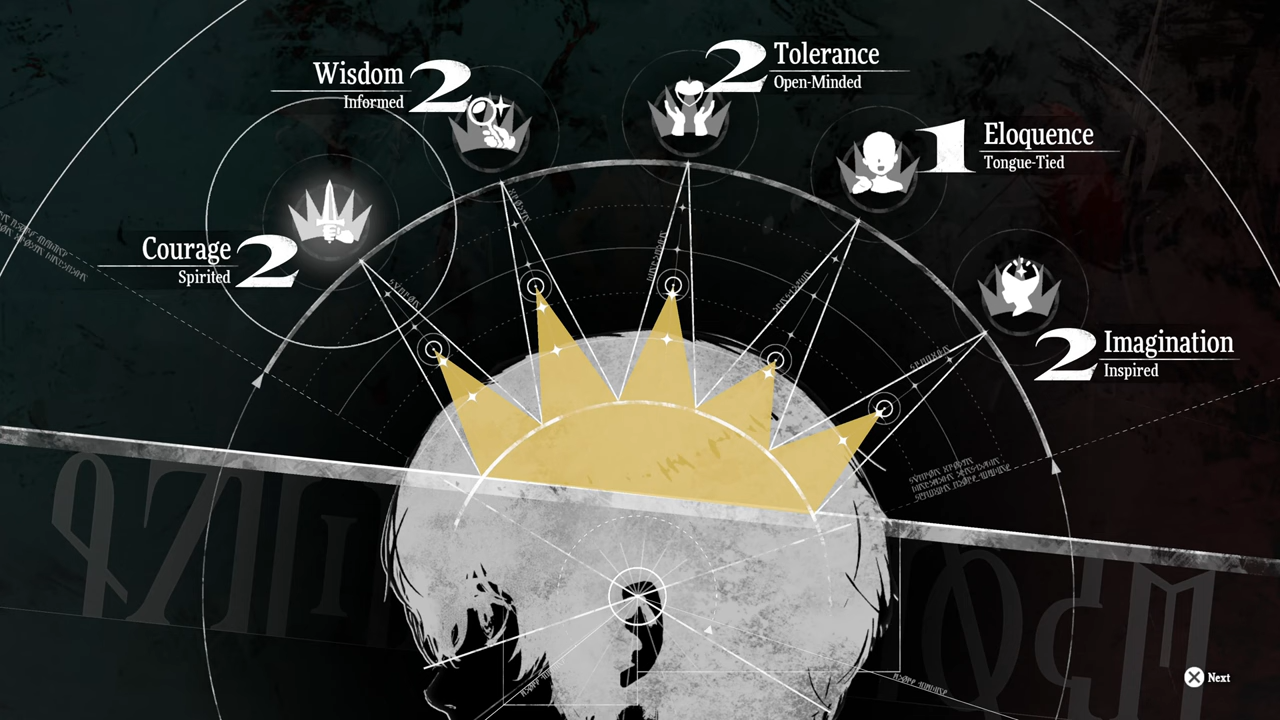 Wisdom 2
Informed
2 Tolerance
Open-Minded
1 Eloquence
Tongue-Tied
Courage 2
Spirited
2 Imagination
Inspired
Next